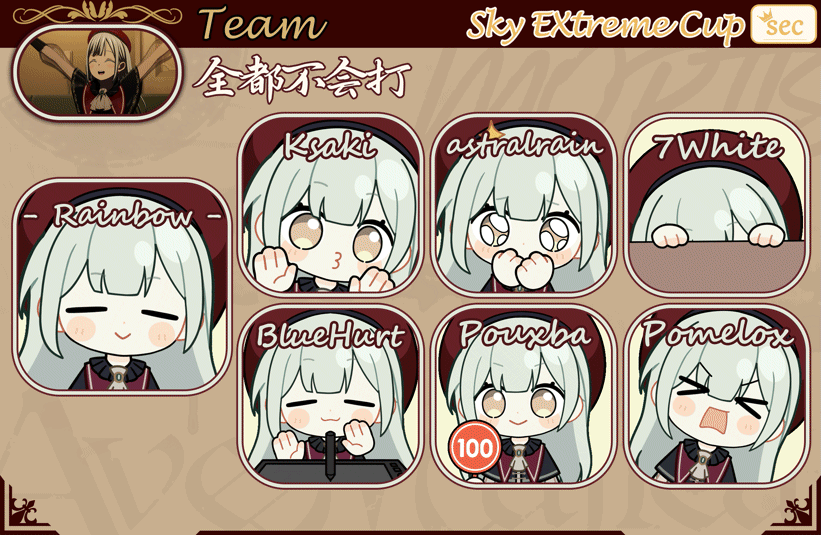 Team
Sky EXtreme Cup
sec
全都不会打
Ksaki
astralrain
7White
- Rainbow -
BlueHurt
Pouxba
Pomelox
100